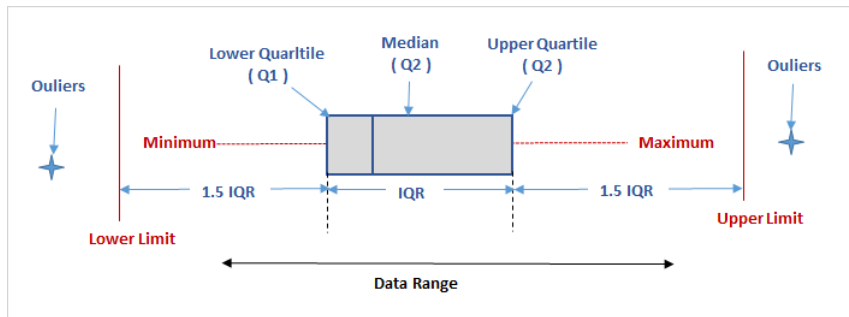 Lower Quarltile
( Q1 )
Median
( Q2 )
Upper Quartile
( Q2 )
Ouliers
Ouliers
Minimum
Maximum
1.5 IQR
IQR
1.5 IQR
Lower Limit
Upper Limit
Data Range